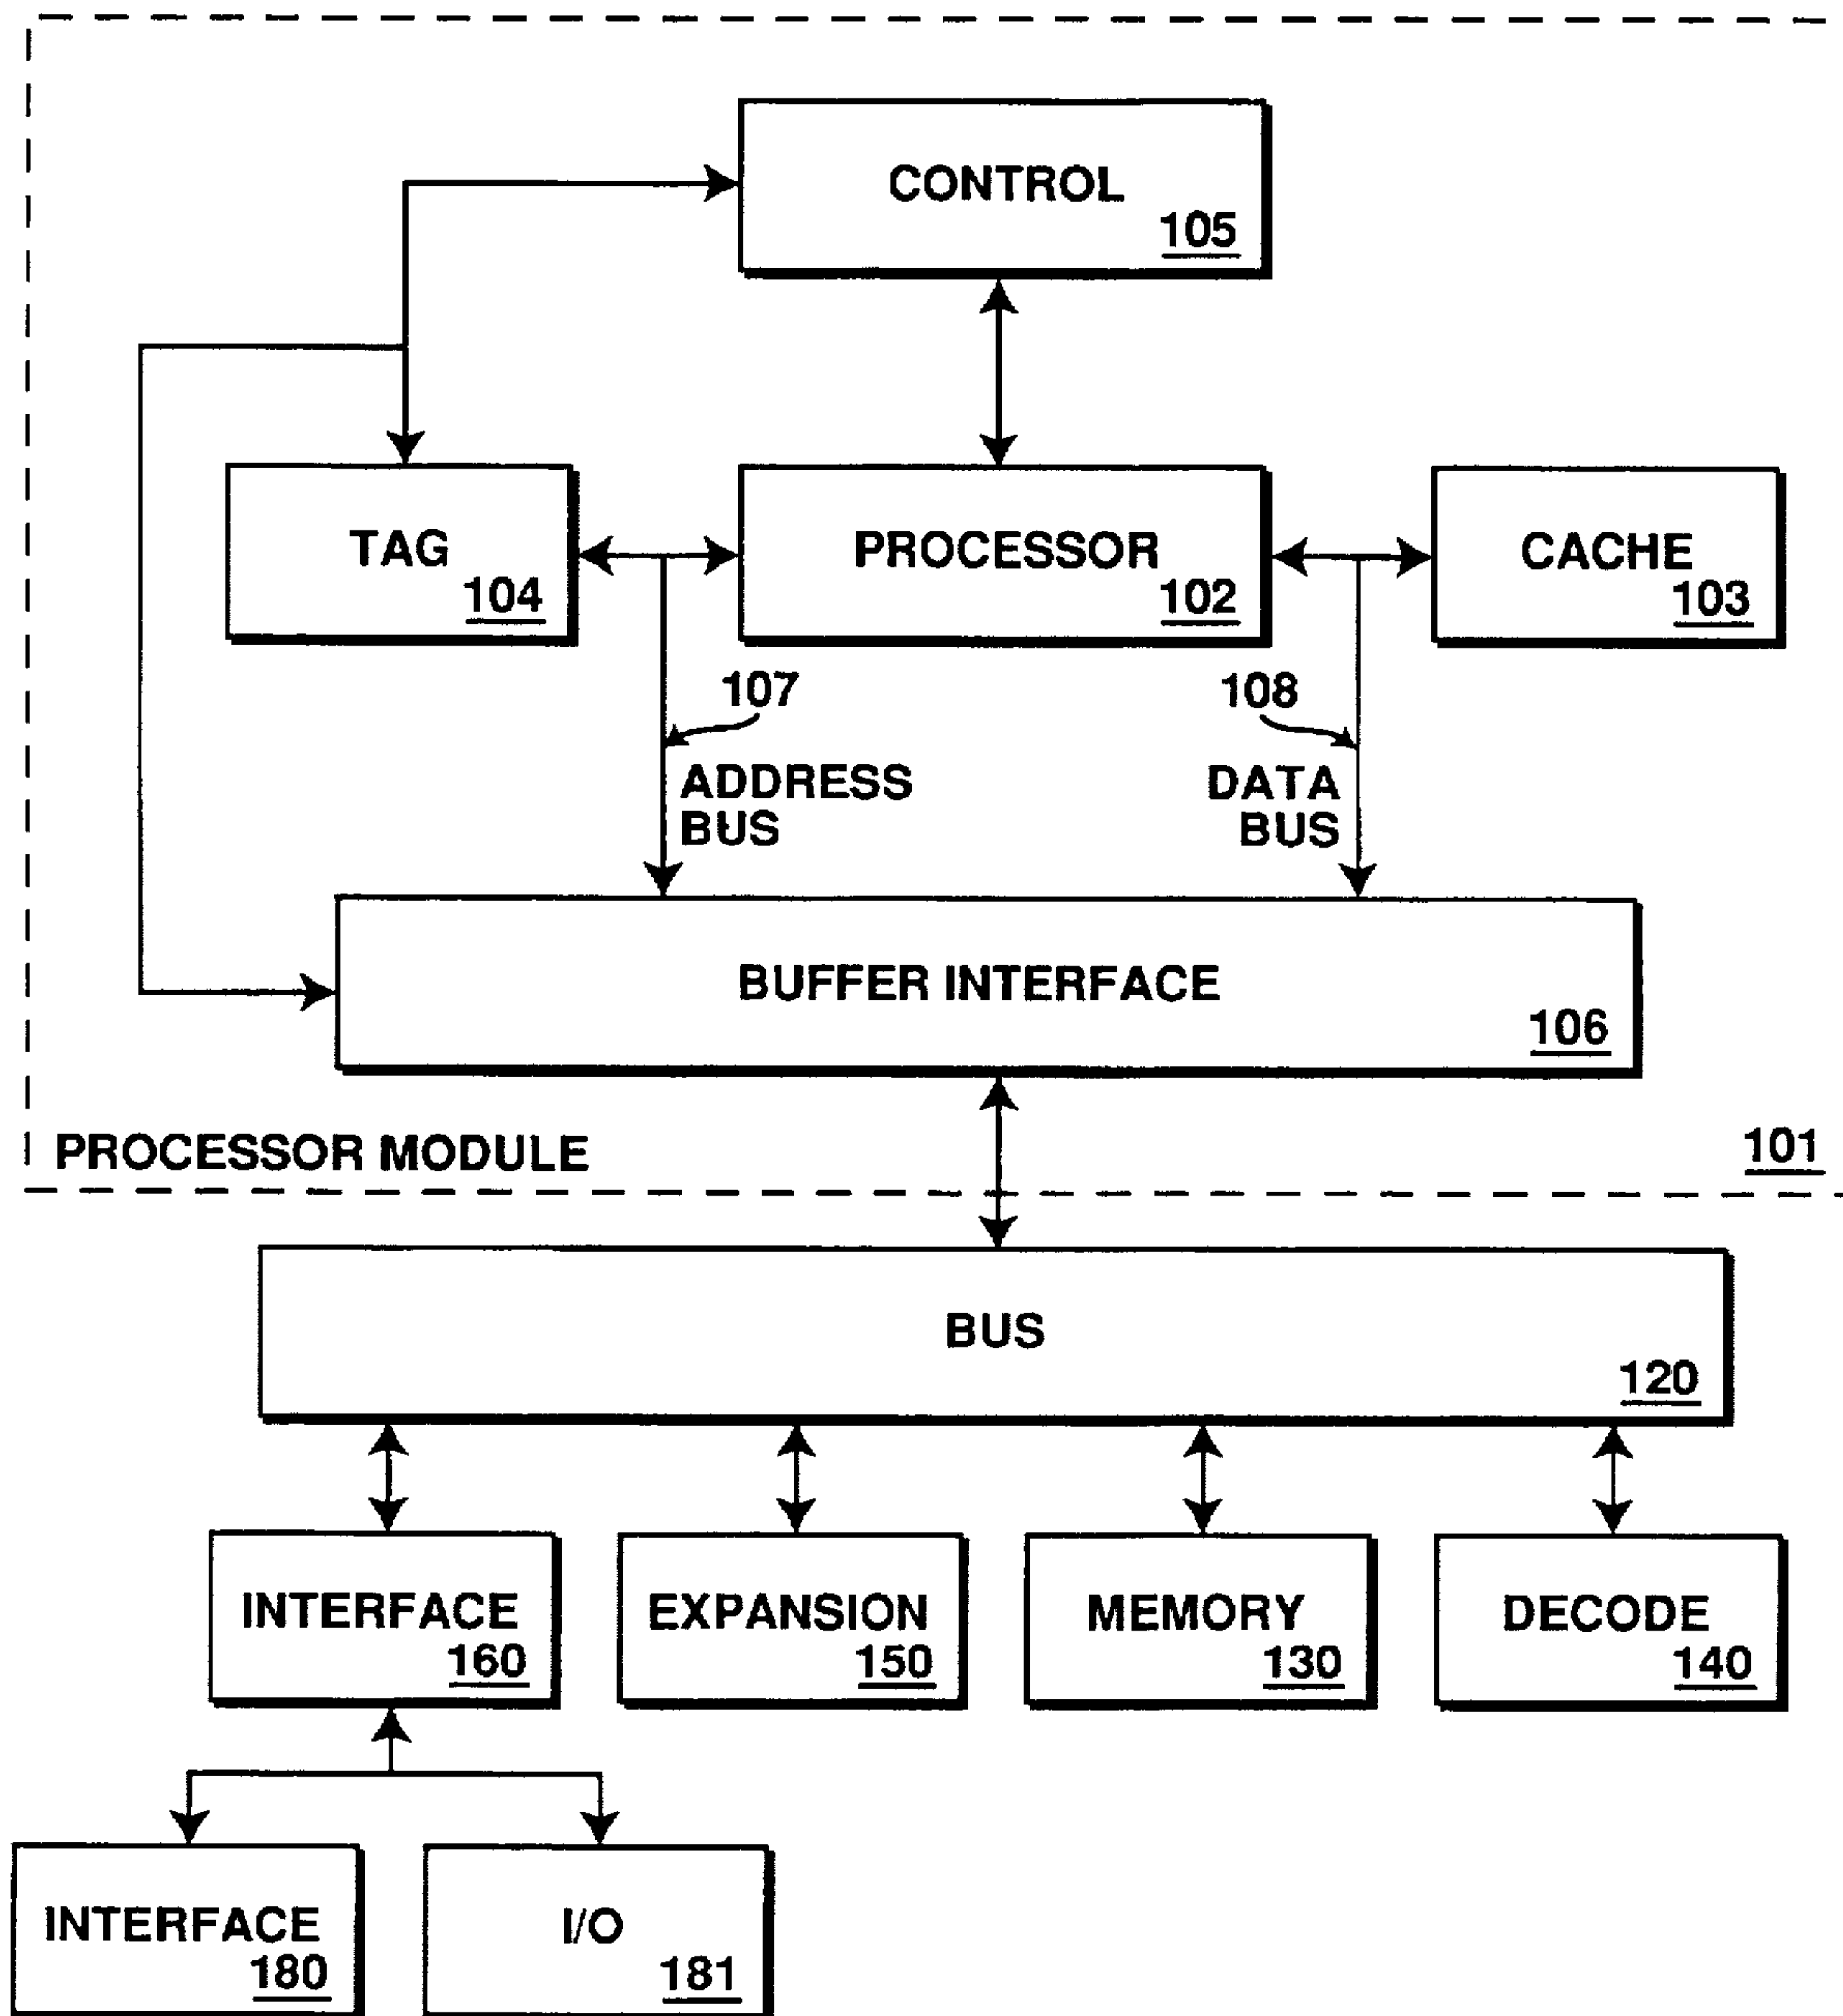 CONTROL
105
TAG
104
PROCESSOR
102
CACHE
103
107
108
ADDRESS
BUS
DATA
BUS
BUFFER INTERFACE
106
PROCESSOR MODULE
101
BUS
120
INTERFACE
160
EXPANSION
150
MEMORY
130
DECODE
140
INTERFACE
180
I/O
181